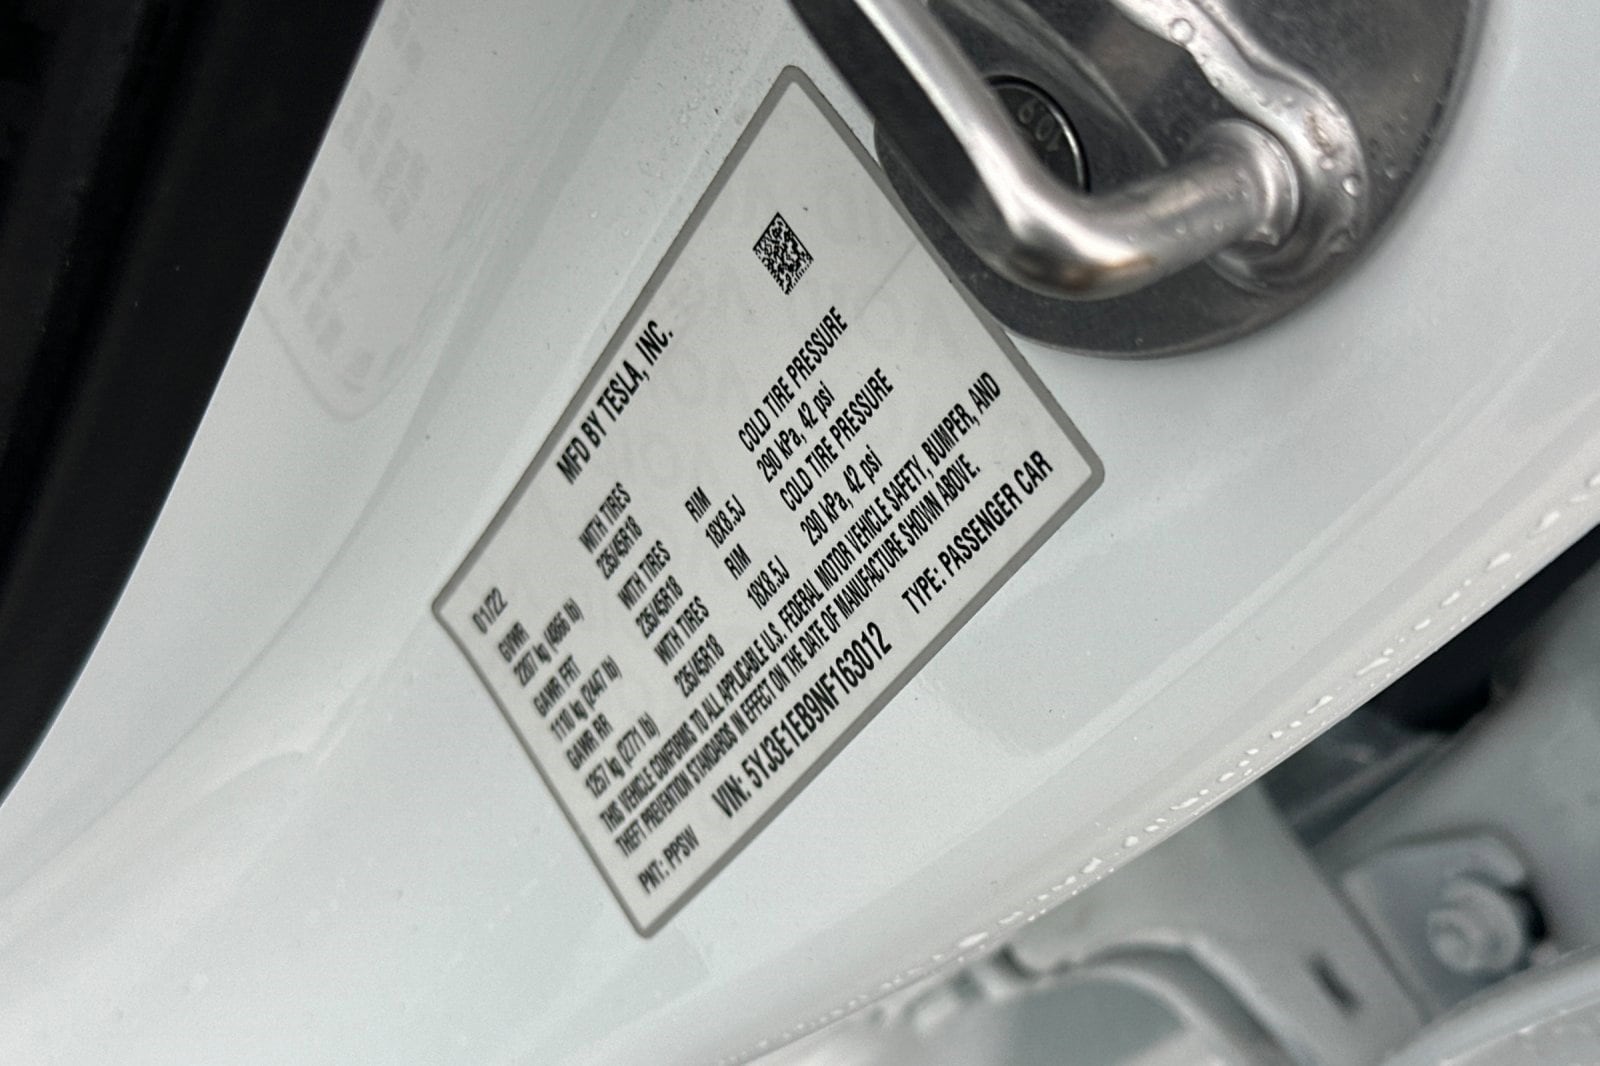 MFD BY TESLA, INC.
01/22
GVWR WITH TIRES RIM COLD TIRE PRESSURE
2207 kg (4866 lb) 235/45R18 18X8.5J 290 kPa, 42 psi
GAWR FRT WITH TIRES RIM COLD TIRE PRESSURE
1110 kg (2447 lb) 235/45R18 18X8.5J 290 kPa, 42 psi
GAWR RR WITH TIRES
1257 kg (2771 lb) 235/45R18
THIS VEHICLE CONFORMS TO ALL APPLICABLE U.S. FEDERAL MOTOR VEHICLE SAFETY, BUMPER, AND
THEFT PREVENTION STANDARDS IN EFFECT ON THE DATE OF MANUFACTURE SHOWN ABOVE.
VIN: 5YJ3E1EB9NF163012 TYPE: PASSENGER CAR
PNT: PPSW
10.9